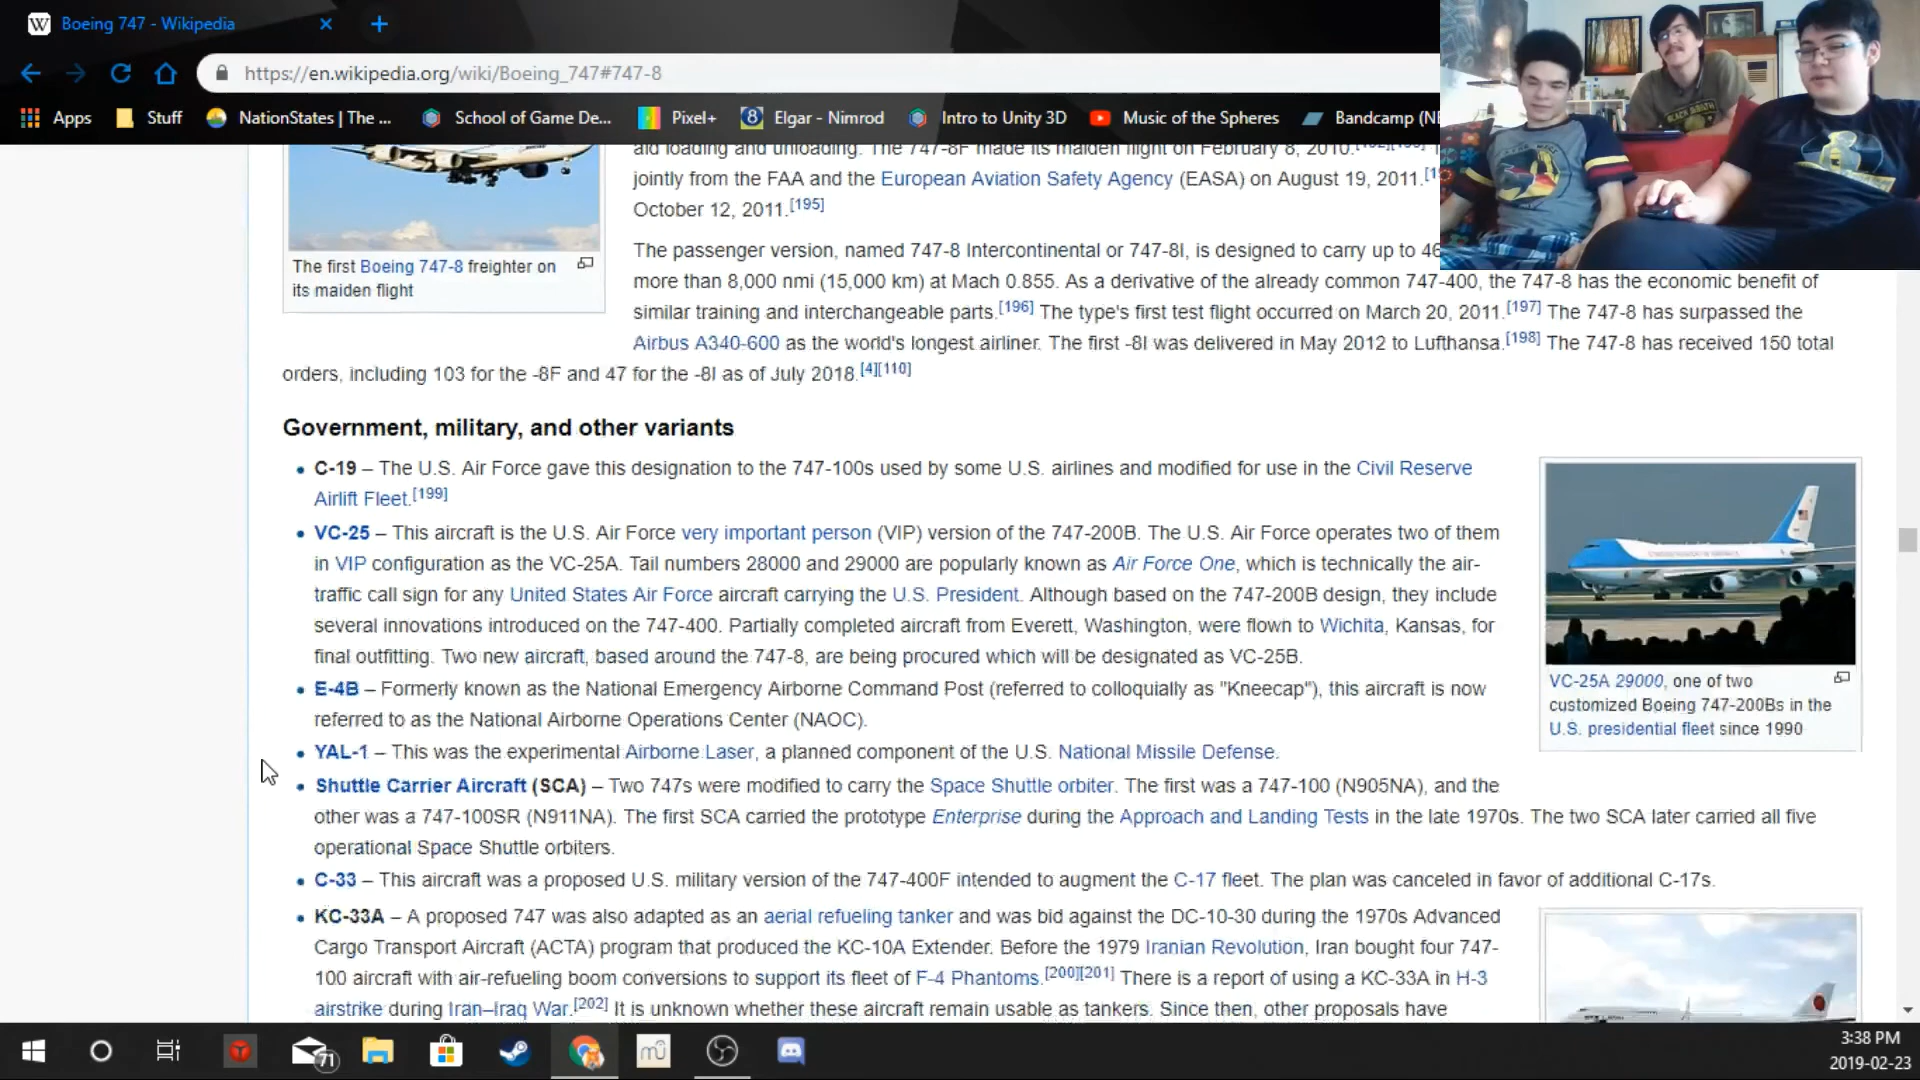 Boeing 747 - Wikipedia
https://en.wikipedia.org/wiki/Boeing_747#747-8
Apps Stuff NationStates | The ... School of Game De... Pixel+ Elgar - Nimrod Intro to Unity 3D Music of the Spheres Bandcamp (NE
aid loading and unloading. The 747-8F made its maiden flight on February 8, 2010.
jointly from the FAA and the European Aviation Safety Agency (EASA) on August 19, 2011.
October 12, 2011.[195]
The first Boeing 747-8 freighter on
its maiden flight
The passenger version, named 747-8 Intercontinental or 747-8I, is designed to carry up to 46
more than 8,000 nmi (15,000 km) at Mach 0.855. As a derivative of the already common 747-400, the 747-8 has the economic benefit of
similar training and interchangeable parts.[196] The type's first test flight occurred on March 20, 2011.[197] The 747-8 has surpassed the
Airbus A340-600 as the world's longest airliner. The first -8I was delivered in May 2012 to Lufthansa.[198] The 747-8 has received 150 total
orders, including 103 for the -8F and 47 for the -8I as of July 2018.[4][110]
Government, military, and other variants
• C-19 – The U.S. Air Force gave this designation to the 747-100s used by some U.S. airlines and modified for use in the Civil Reserve
Airlift Fleet.[199]
• VC-25 – This aircraft is the U.S. Air Force very important person (VIP) version of the 747-200B. The U.S. Air Force operates two of them
in VIP configuration as the VC-25A. Tail numbers 28000 and 29000 are popularly known as Air Force One, which is technically the air-
traffic call sign for any United States Air Force aircraft carrying the U.S. President. Although based on the 747-200B design, they include
several innovations introduced on the 747-400. Partially completed aircraft from Everett, Washington, were flown to Wichita, Kansas, for
final outfitting. Two new aircraft, based around the 747-8, are being procured which will be designated as VC-25B.
• E-4B – Formerly known as the National Emergency Airborne Command Post (referred to colloquially as "Kneecap"), this aircraft is now
referred to as the National Airborne Operations Center (NAOC).
• YAL-1 – This was the experimental Airborne Laser, a planned component of the U.S. National Missile Defense.
• Shuttle Carrier Aircraft (SCA) – Two 747s were modified to carry the Space Shuttle orbiter. The first was a 747-100 (N905NA), and the
other was a 747-100SR (N911NA). The first SCA carried the prototype Enterprise during the Approach and Landing Tests in the late 1970s. The two SCA later carried all five
operational Space Shuttle orbiters.
• C-33 – This aircraft was a proposed U.S. military version of the 747-400F intended to augment the C-17 fleet. The plan was canceled in favor of additional C-17s.
• KC-33A – A proposed 747 was also adapted as an aerial refueling tanker and was bid against the DC-10-30 during the 1970s Advanced
Cargo Transport Aircraft (ACTA) program that produced the KC-10A Extender. Before the 1979 Iranian Revolution, Iran bought four 747-
100 aircraft with air-refueling boom conversions to support its fleet of F-4 Phantoms.[200][201] There is a report of using a KC-33A in H-3
airstrike during Iran–Iraq War.[202] It is unknown whether these aircraft remain usable as tankers. Since then, other proposals have
VC-25A 29000, one of two
customized Boeing 747-200Bs in the
U.S. presidential fleet since 1990
71
3:38 PM
2019-02-23